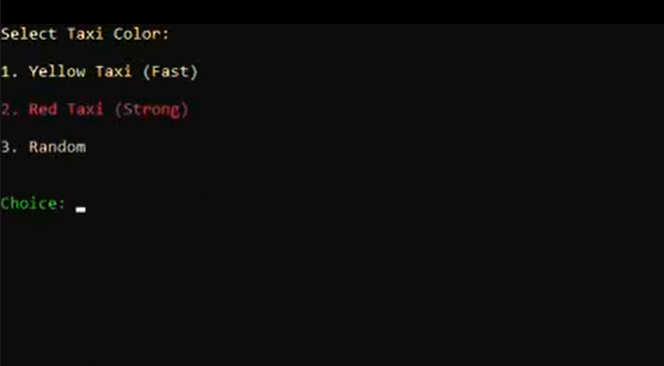 Select Taxi Color:
1. Yellow Taxi (Fast)
2. Red Taxi (Strong)
3. Random
Choice: